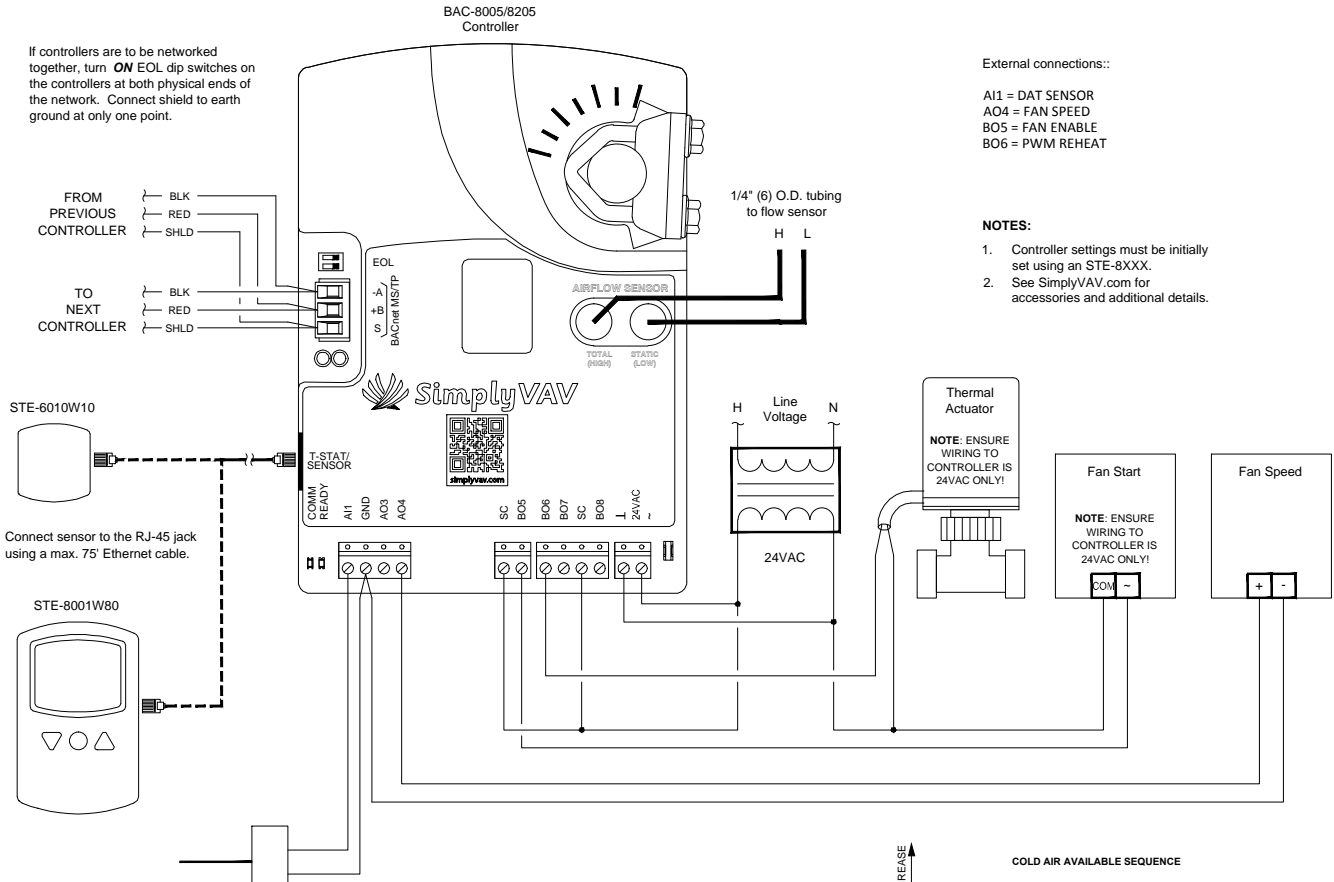 BAC-8005/8205
Controller
If controllers are to be networked
together, turn ON EOL dip switches on
the controllers at both physical ends of
the network. Connect shield to earth
ground at only one point.
External connections::
AI1 = DAT SENSOR
AO4 = FAN SPEED
BO5 = FAN ENABLE
BO6 = PWM REHEAT
FROM
PREVIOUS
CONTROLLER
BLK
RED
SHLD
TO
NEXT
CONTROLLER
BLK
RED
SHLD
EOL
-A
+B
S
BACnet MS/TP
1/4" (6) O.D. tubing
to flow sensor
H L
AIRFLOW SENSOR
TOTAL
(HIGH)
STATIC
(LOW)
NOTES:
1. Controller settings must be initially
set using an STE-8XXX.
2. See SimplyVAV.com for
accessories and additional details.
SimplyVAV
simplyvav.com
STE-6010W10
T-STAT/
SENSOR
COMM
READY
AI1
GND
AO3
AO4
SC
BO5
BO6
BO7
SC
BO8
⊥
24VAC
~
H
Line
Voltage
N
24VAC
Thermal
Actuator
NOTE: ENSURE
WIRING TO
CONTROLLER IS
24VAC ONLY!
Fan Start
NOTE: ENSURE
WIRING TO
CONTROLLER IS
24VAC ONLY!
COM ~
Fan Speed
+ -
Connect sensor to the RJ-45 jack
using a max. 75' Ethernet cable.
STE-8001W80
REASE
COLD AIR AVAILABLE SEQUENCE